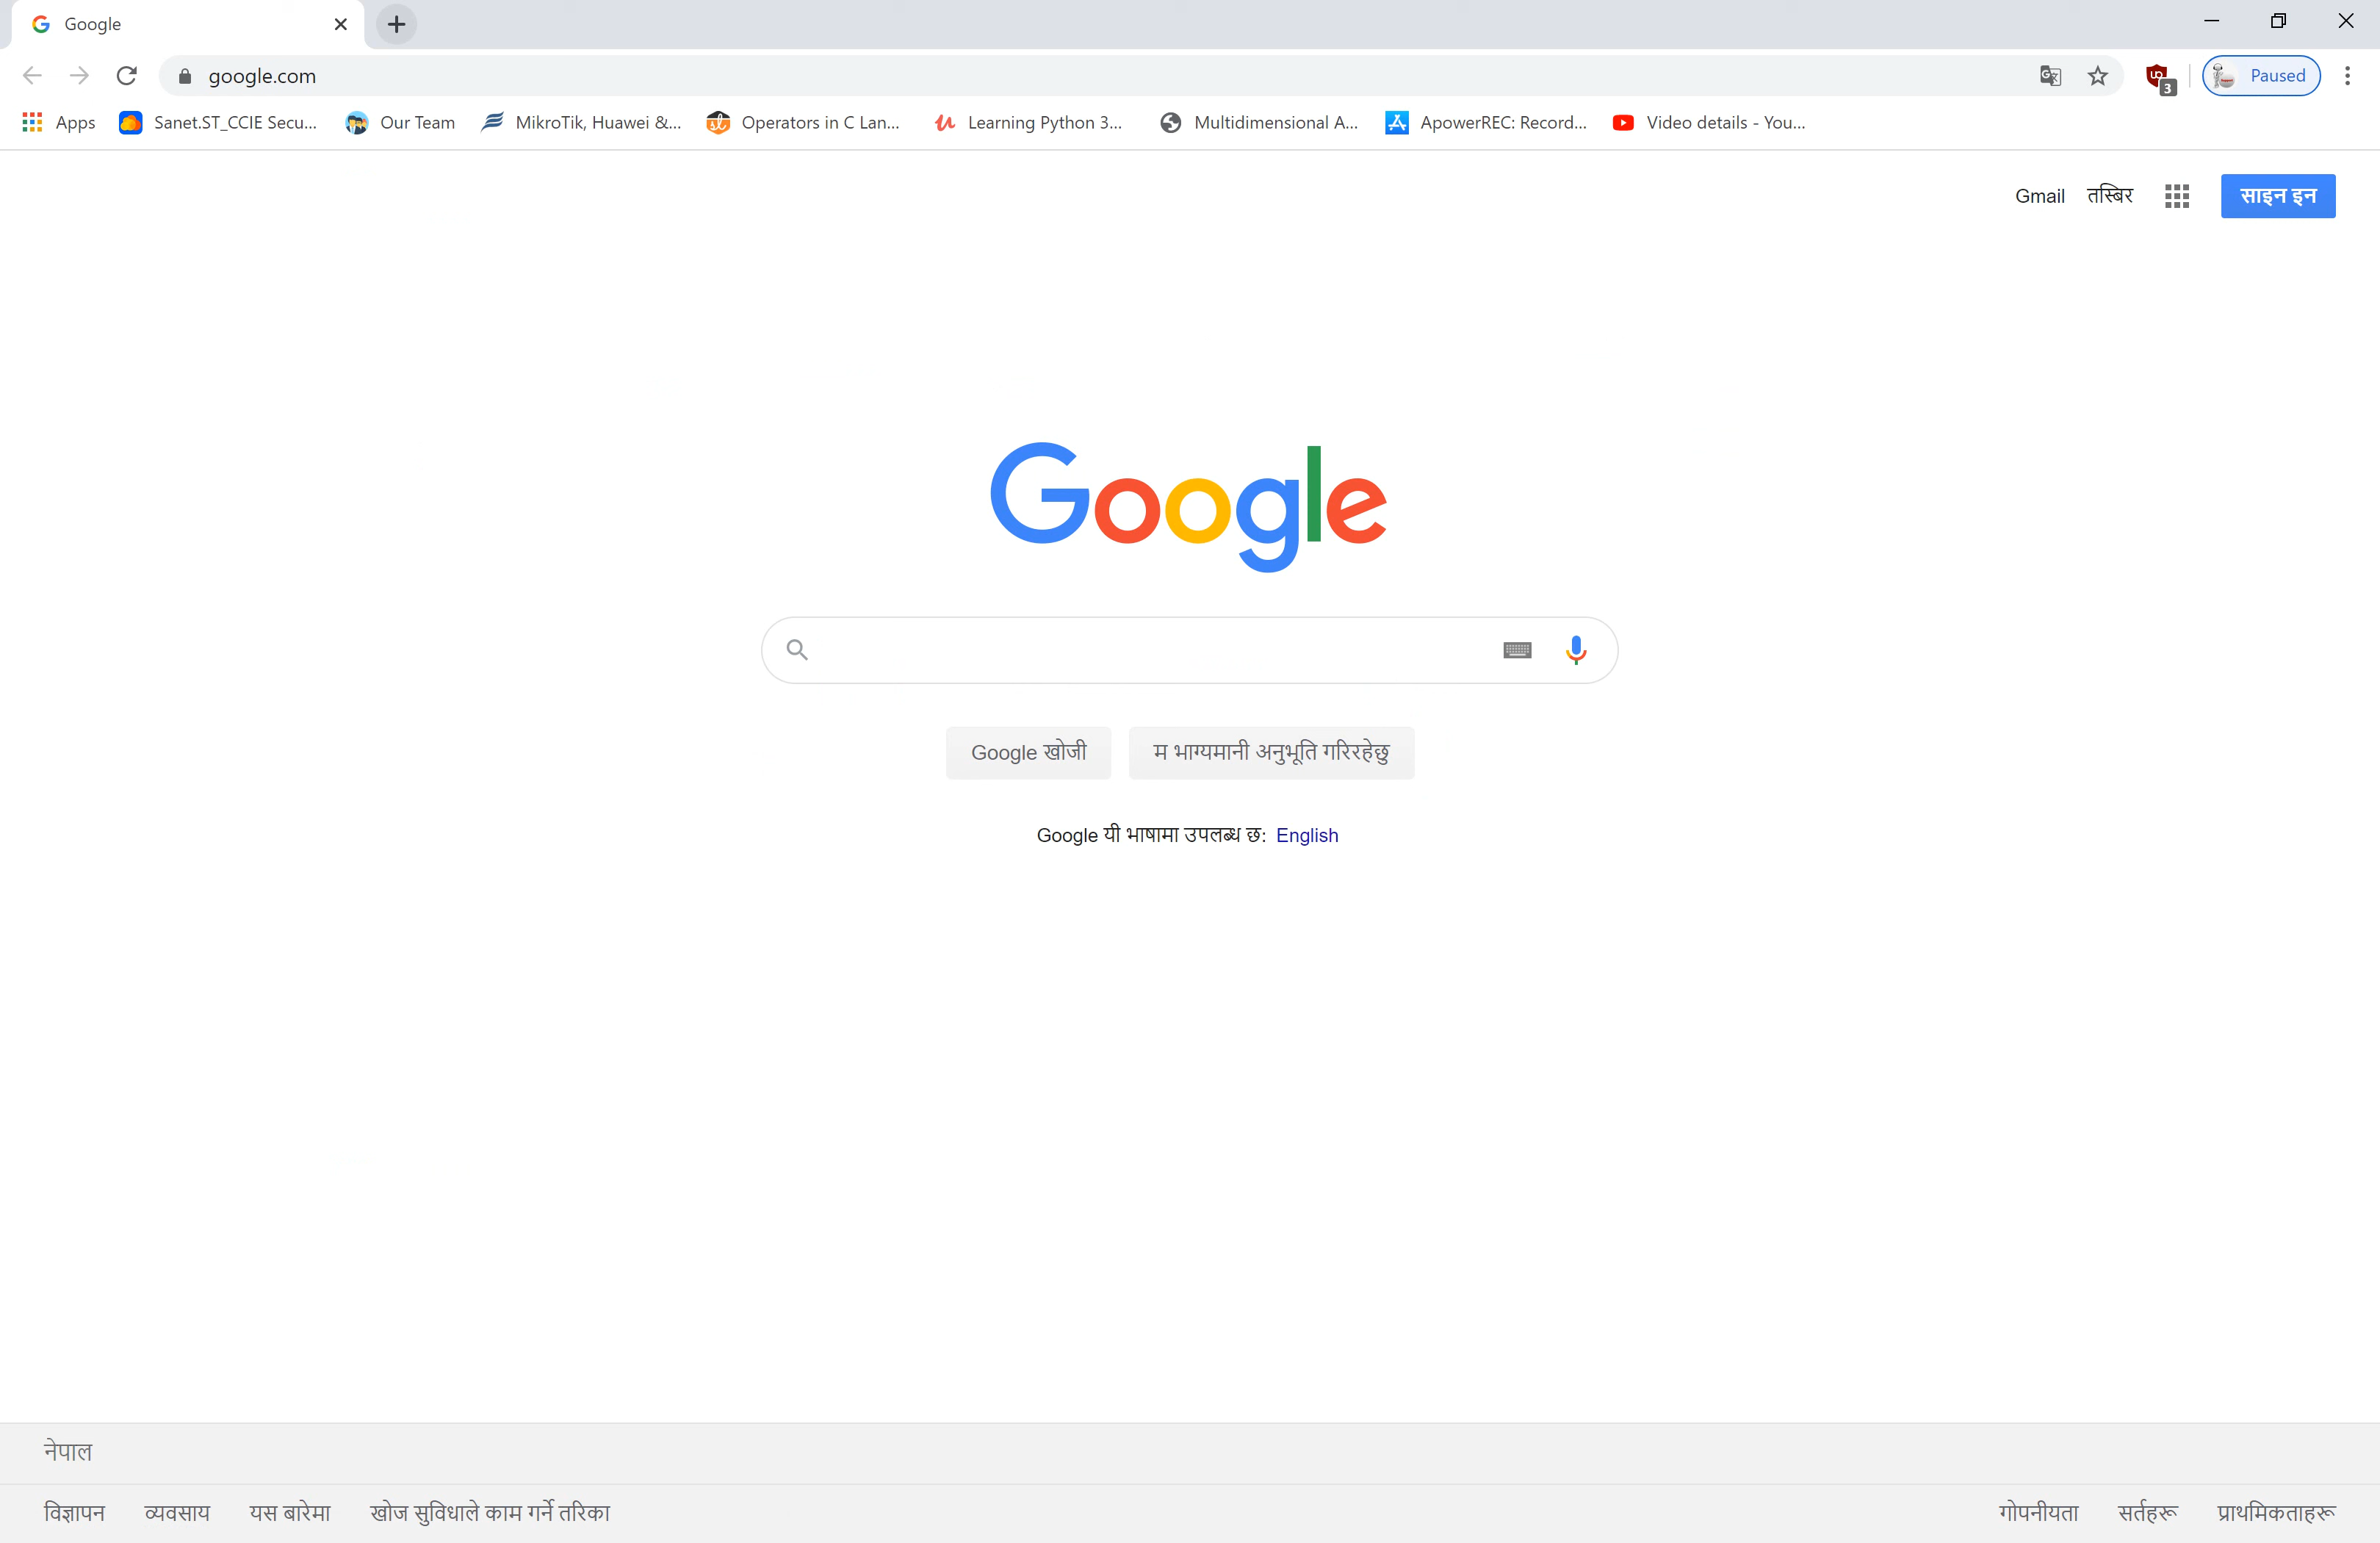 Google
google.com
3
Paused
Apps
Sanet.ST_CCIE Secu...
Our Team
MikroTik, Huawei &...
Operators in C Lan...
Learning Python 3...
Multidimensional A...
ApowerREC: Record...
Video details - You...
Gmail तस्बिर साइन इन
Google
Google खोजी म भाग्यमानी अनुभूति गरिरहेछु
Google यी भाषामा उपलब्ध छ: English
नेपाल
विज्ञापन व्यवसाय यस बारेमा खोज सुविधाले काम गर्ने तरिका गोपनीयता सर्तहरू प्राथमिकताहरू